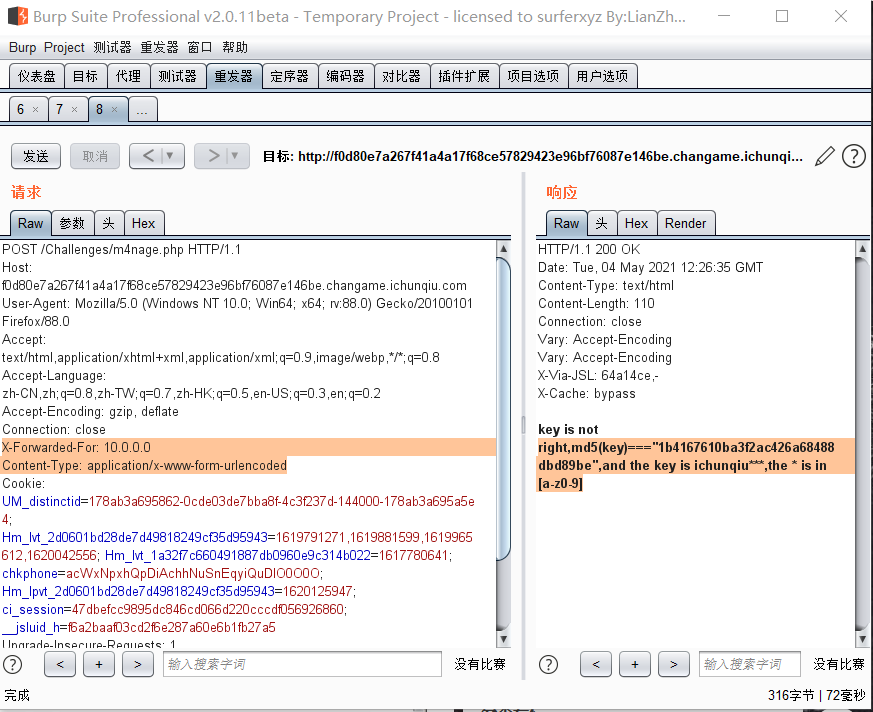 Burp Suite Professional v2.0.11beta - Temporary Project - licensed to surferxyz By:LianZh...
Burp Project 测试器 重发器 窗口 帮助
仪表盘 目标 代理 测试器 重发器 定序器 编码器 对比器 插件扩展 项目选项 用户选项
6 × 7 × 8 × ...
发送 取消 < ▼ > ▼ 目标: http://f0d80e7a267f41a4a17f68ce57829423e96bf76087e146be.changame.ichunqi... ?
请求
Raw 参数 头 Hex
POST /Challenges/m4nage.php HTTP/1.1
Host:
f0d80e7a267f41a4a17f68ce57829423e96bf76087e146be.changame.ichunqiu.com
User-Agent: Mozilla/5.0 (Windows NT 10.0; Win64; x64; rv:88.0) Gecko/20100101
Firefox/88.0
Accept:
text/html,application/xhtml+xml,application/xml;q=0.9,image/webp,*/*;q=0.8
Accept-Language:
zh-CN,zh;q=0.8,zh-TW;q=0.7,zh-HK;q=0.5,en-US;q=0.3,en;q=0.2
Accept-Encoding: gzip, deflate
Connection: close
X-Forwarded-For: 10.0.0.0
Content-Type: application/x-www-form-urlencoded
Cookie:
UM_distinctid=178ab3a695862-0cde03de7bba8f-4c3f237d-144000-178ab3a695a5e
4;
Hm_lvt_2d0601bd28de7d49818249cf35d95943=1619791271,1619881599,1619965
612,1620042556; Hm_lvt_1a32f7c660491887db0960e9c314b022=1617780641;
chkphone=acWxNpxhQpDiAchhNuSnEqyiQuDIO0O0O;
Hm_lpvt_2d0601bd28de7d49818249cf35d95943=1620125947;
ci_session=47dbefcc9895dc846cd066d220cccdf056926860;
__jsluid_h=f6a2baaf03cd2f6e287a60e6b1fb27a5
Upgrade-Insecure-Requests: 1
? < + > 输入搜索字词 没有比赛
响应
Raw 头 Hex Render
HTTP/1.1 200 OK
Date: Tue, 04 May 2021 12:26:35 GMT
Content-Type: text/html
Content-Length: 110
Connection: close
Vary: Accept-Encoding
Vary: Accept-Encoding
X-Via-JSL: 64a14ce,-
X-Cache: bypass
key is not
right,md5(key)==="1b4167610ba3f2ac426a68488
dbd89be",and the key is ichunqiu***,the * is in
[a-z0-9]
? < + > 输入搜索字词 没有比赛
完成 316字节 | 72毫秒